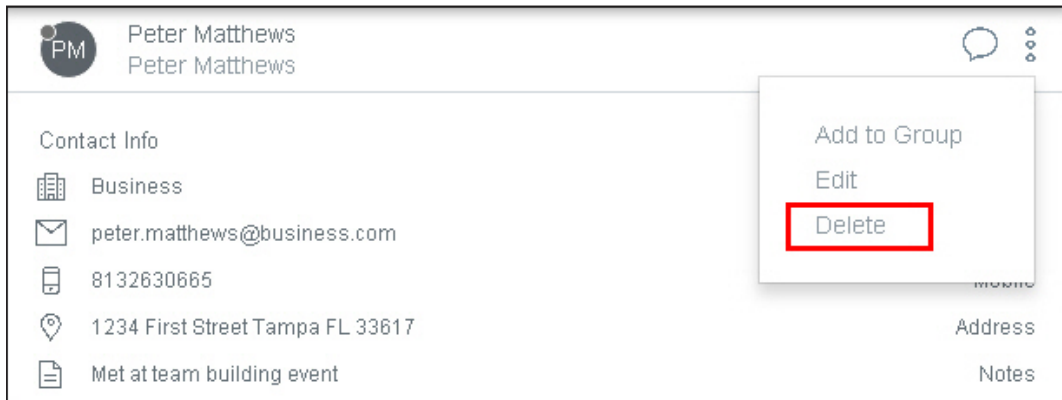 PM
Peter Matthews
Peter Matthews
Contact Info
Add to Group
Edit
Delete
Business
peter.matthews@business.com
8132630665
Mobile
1234 First Street Tampa FL 33617
Address
Met at team building event
Notes